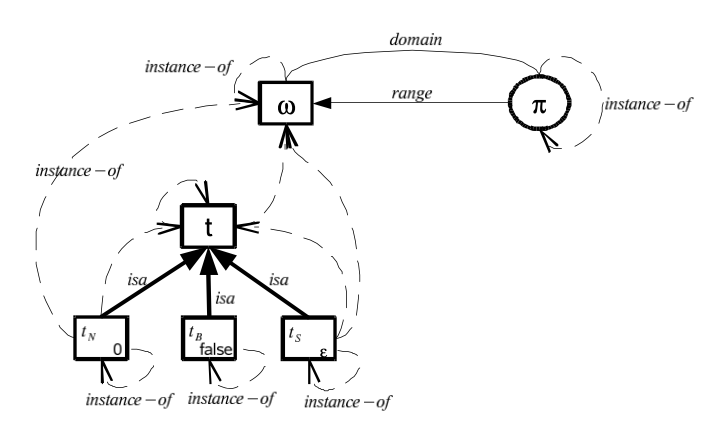 domain
instance-of
ω
range
π
instance-of
instance-of
t
isa
isa
isa
t_N
0
t_B
false
t_S
ε
instance-of
instance-of
instance-of